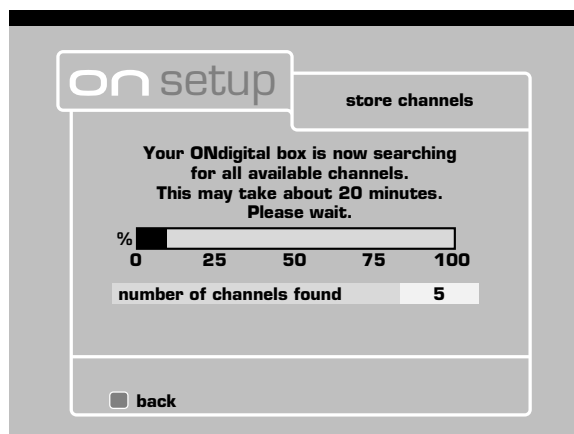 on setup
store channels
Your ONdigital box is now searching
for all available channels.
This may take about 20 minutes.
Please wait.
%
0 25 50 75 100
number of channels found 5
back